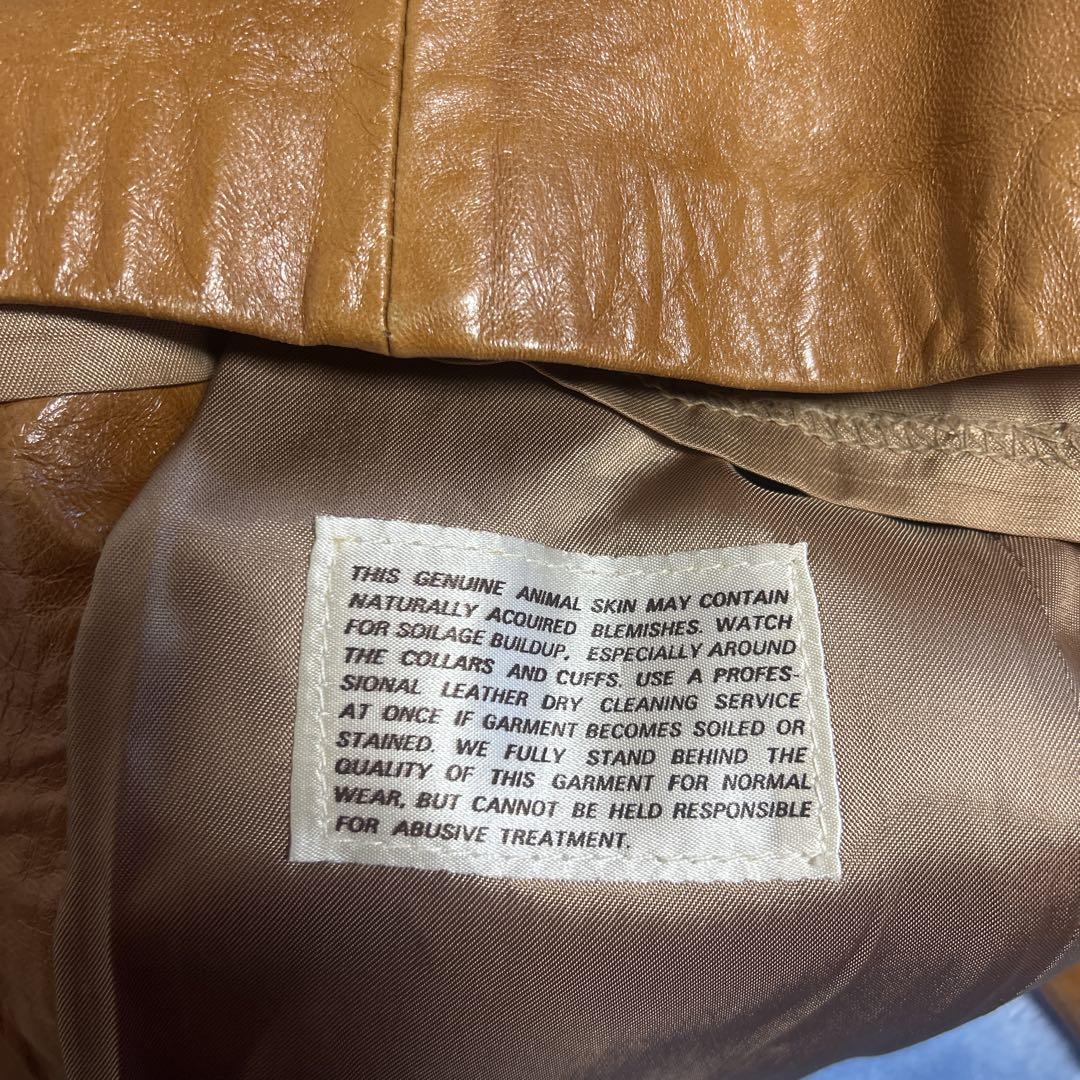 THIS GENUINE ANIMAL SKIN MAY CONTAIN
NATURALLY ACQUIRED BLEMISHES. WATCH
FOR SOILAGE BUILDUP, ESPECIALLY AROUND
THE COLLARS AND CUFFS. USE A PROFES-
SIONAL LEATHER DRY CLEANING SERVICE
AT ONCE IF GARMENT BECOMES SOILED OR
STAINED. WE FULLY STAND BEHIND THE
QUALITY OF THIS GARMENT FOR NORMAL
WEAR, BUT CANNOT BE HELD RESPONSIBLE
FOR ABUSIVE TREATMENT.